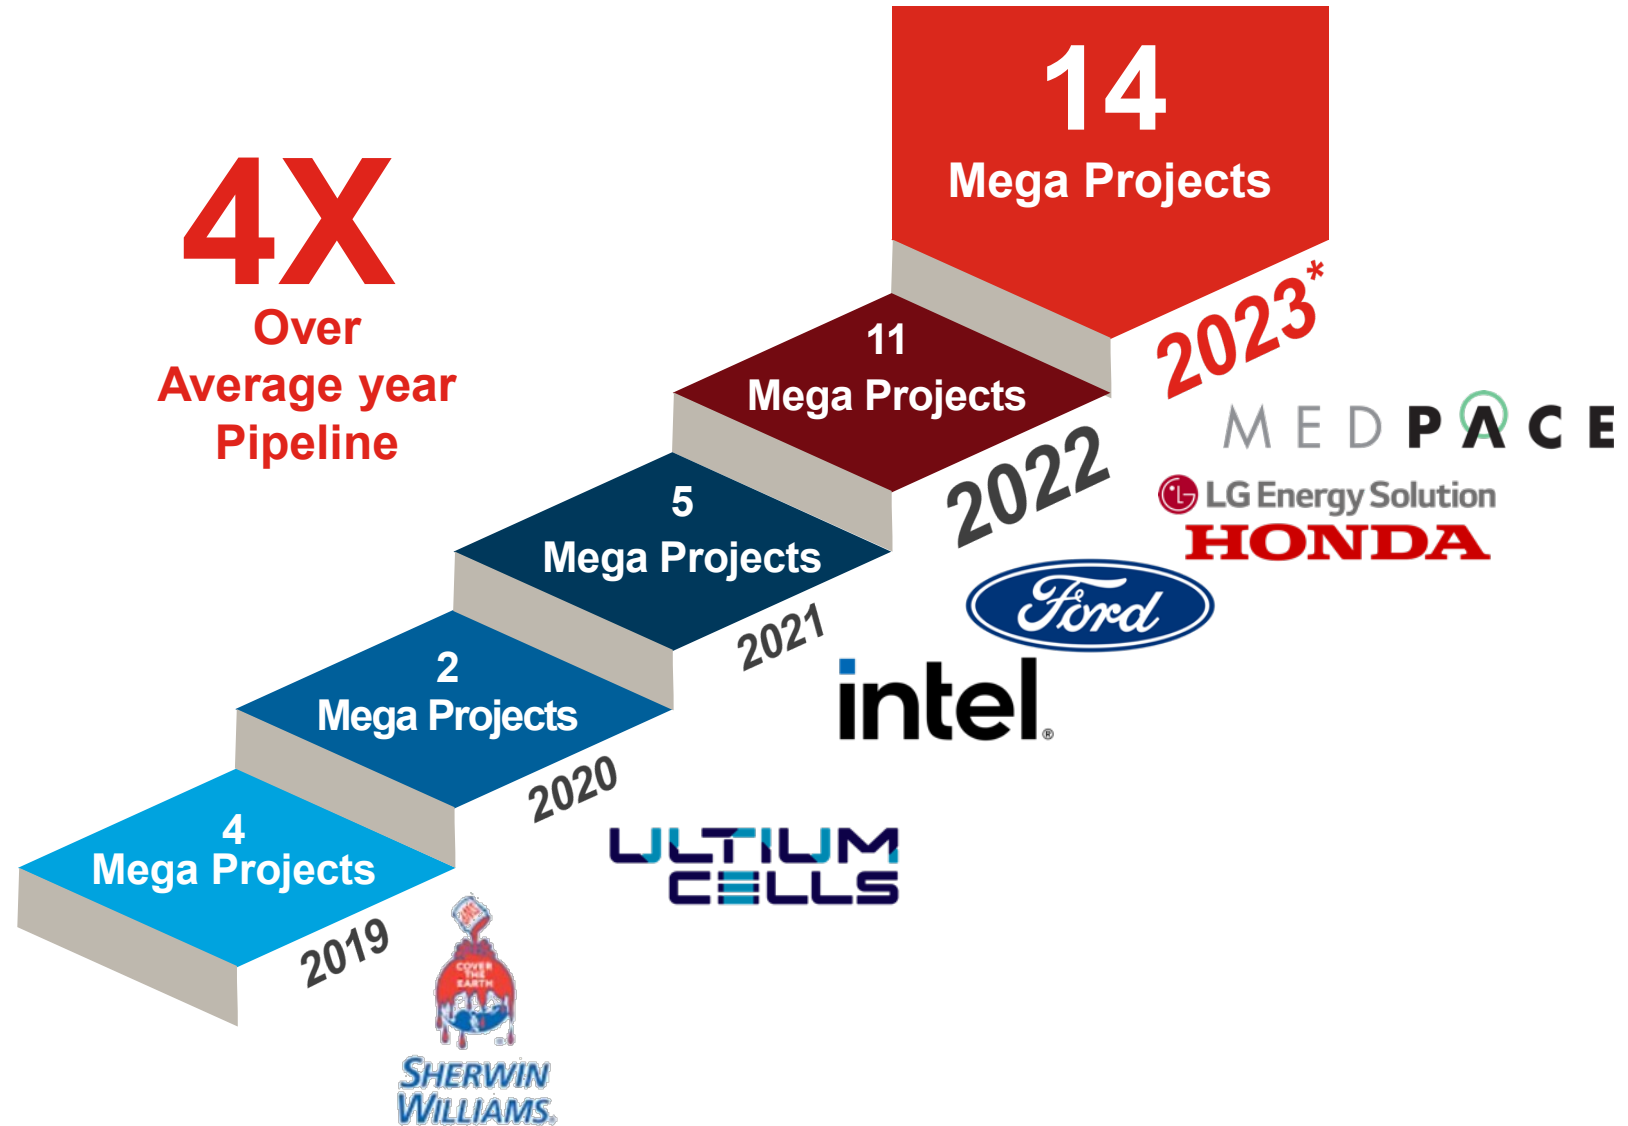 14
Mega Projects
2023*
4X
Over
Average year
Pipeline
11
Mega Projects
2022
5
Mega Projects
2021
2
Mega Projects
2020
4
Mega Projects
2019
MEDPACE
LG Energy Solution
HONDA
Ford
intel®
ULTIUM
CELLS
COVER
THE
EARTH
SHERWIN
WILLIAMS®